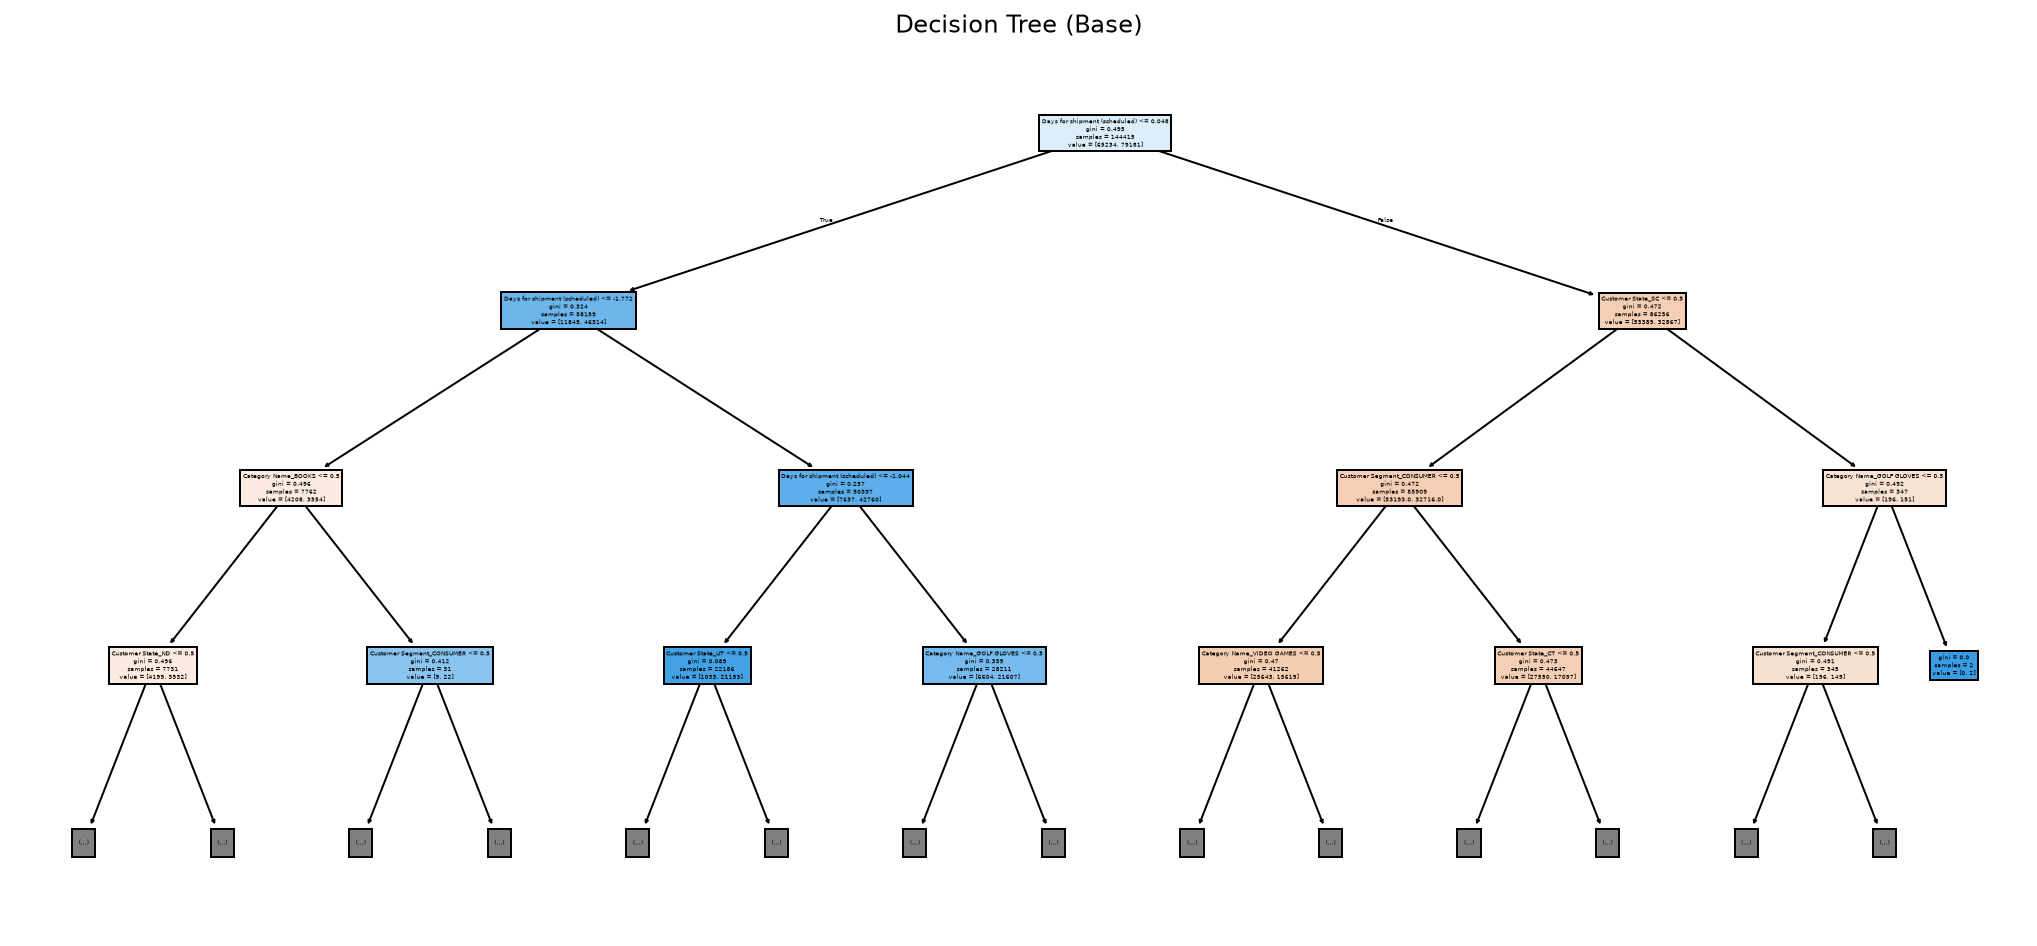 Decision Tree (Base)
Days for shipment (scheduled) <= 0.048
gini = 0.495
samples = 144415
value = [65234, 79181]
True
False
Days for shipment (scheduled) <= -1.772
gini = 0.324
samples = 58159
value = [11845, 46314]
Customer State_SC <= 0.5
gini = 0.472
samples = 86256
value = [53389, 32867]
Category Name_BOOKS <= 0.5
gini = 0.496
samples = 7762
value = [4208, 3554]
Days for shipment (scheduled) <= -1.044
gini = 0.257
samples = 50397
value = [7637, 42760]
Customer Segment_CONSUMER <= 0.5
gini = 0.472
samples = 85909
value = [53193.0, 32716.0]
Category Name_GOLF GLOVES <= 0.5
gini = 0.492
samples = 347
value = [196, 151]
Customer State_ND <= 0.5
gini = 0.496
samples = 7731
value = [4199, 3532]
Customer Segment_CONSUMER <= 0.5
gini = 0.412
samples = 31
value = [9, 22]
Customer State_UT <= 0.5
gini = 0.089
samples = 22186
value = [1033, 21153]
Category Name_GOLF GLOVES <= 0.5
gini = 0.359
samples = 28211
value = [6604, 21607]
Category Name_VIDEO GAMES <= 0.5
gini = 0.47
samples = 41262
value = [25643, 15619]
Customer State_CT <= 0.5
gini = 0.473
samples = 44647
value = [27550, 17097]
Customer Segment_CONSUMER <= 0.5
gini = 0.491
samples = 345
value = [196, 149]
gini = 0.0
samples = 2
value = [0, 2]
(...)
(...)
(...)
(...)
(...)
(...)
(...)
(...)
(...)
(...)
(...)
(...)
(...)
(...)